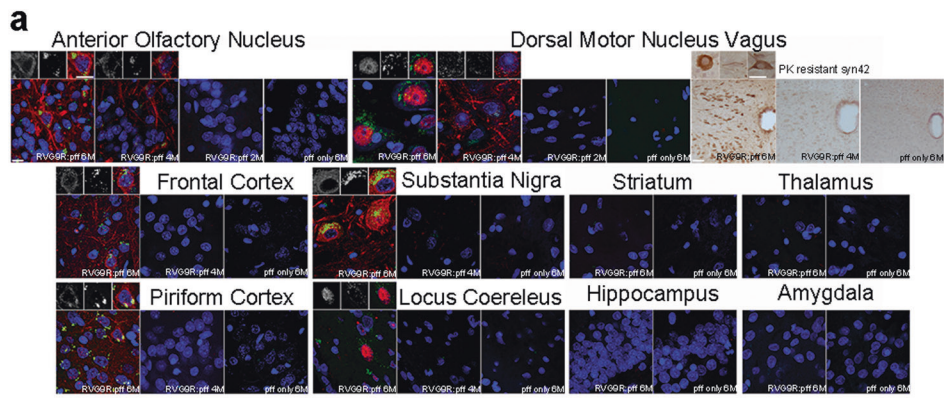 a
Anterior Olfactory Nucleus
Dorsal Motor Nucleus Vagus
PK resistant syn42
RVG9R:pff 6M
RVG9R:pff 4M
RVG9R:pff 2M
pff only 6M
RVG9R:pff 6M
RVG9R:pff 4M
RVG9R:pff 2M
pff only 6M
RVG9R:pff 6M
RVG9R:pff 4M
pff only 6M
Frontal Cortex
Substantia Nigra
Striatum
Thalamus
RVG9R:pff 6M
RVG9R:pff 4M
pff only 6M
RVG9R:pff 6M
RVG9R:pff 4M
pff only 6M
RVG9R:pff 6M
pff only 6M
RVG9R:pff 6M
pff only 6M
Piriform Cortex
Locus Coereleus
Hippocampus
Amygdala
RVG9R:pff 6M
RVG9R:pff 4M
pff only 6M
RVG9R:pff 6M
RVG9R:pff 4M
pff only 6M
RVG9R:pff 6M
pff only 6M
RVG9R:pff 6M
pff only 6M